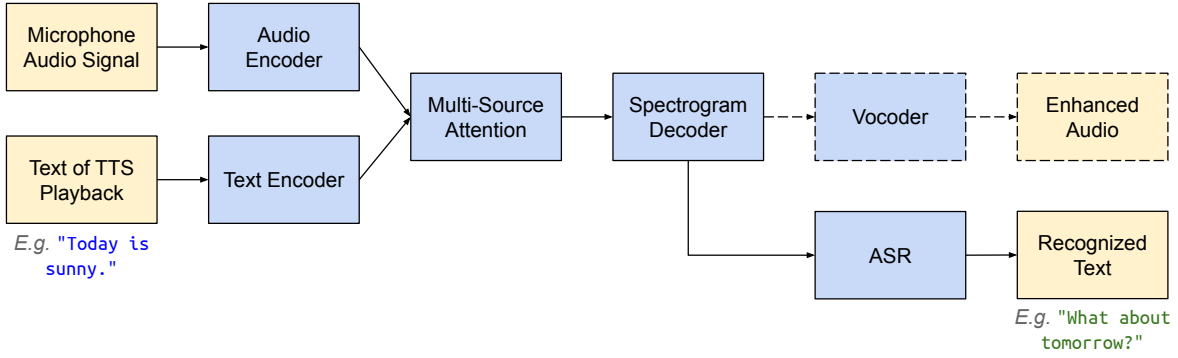 Microphone
Audio Signal
Audio
Encoder
Multi-Source
Attention
Spectrogram
Decoder
Vocoder
Enhanced
Audio
Text of TTS
Playback
Text Encoder
E.g. "Today is
sunny."
ASR
Recognized
Text
E.g. "What about
tomorrow?"